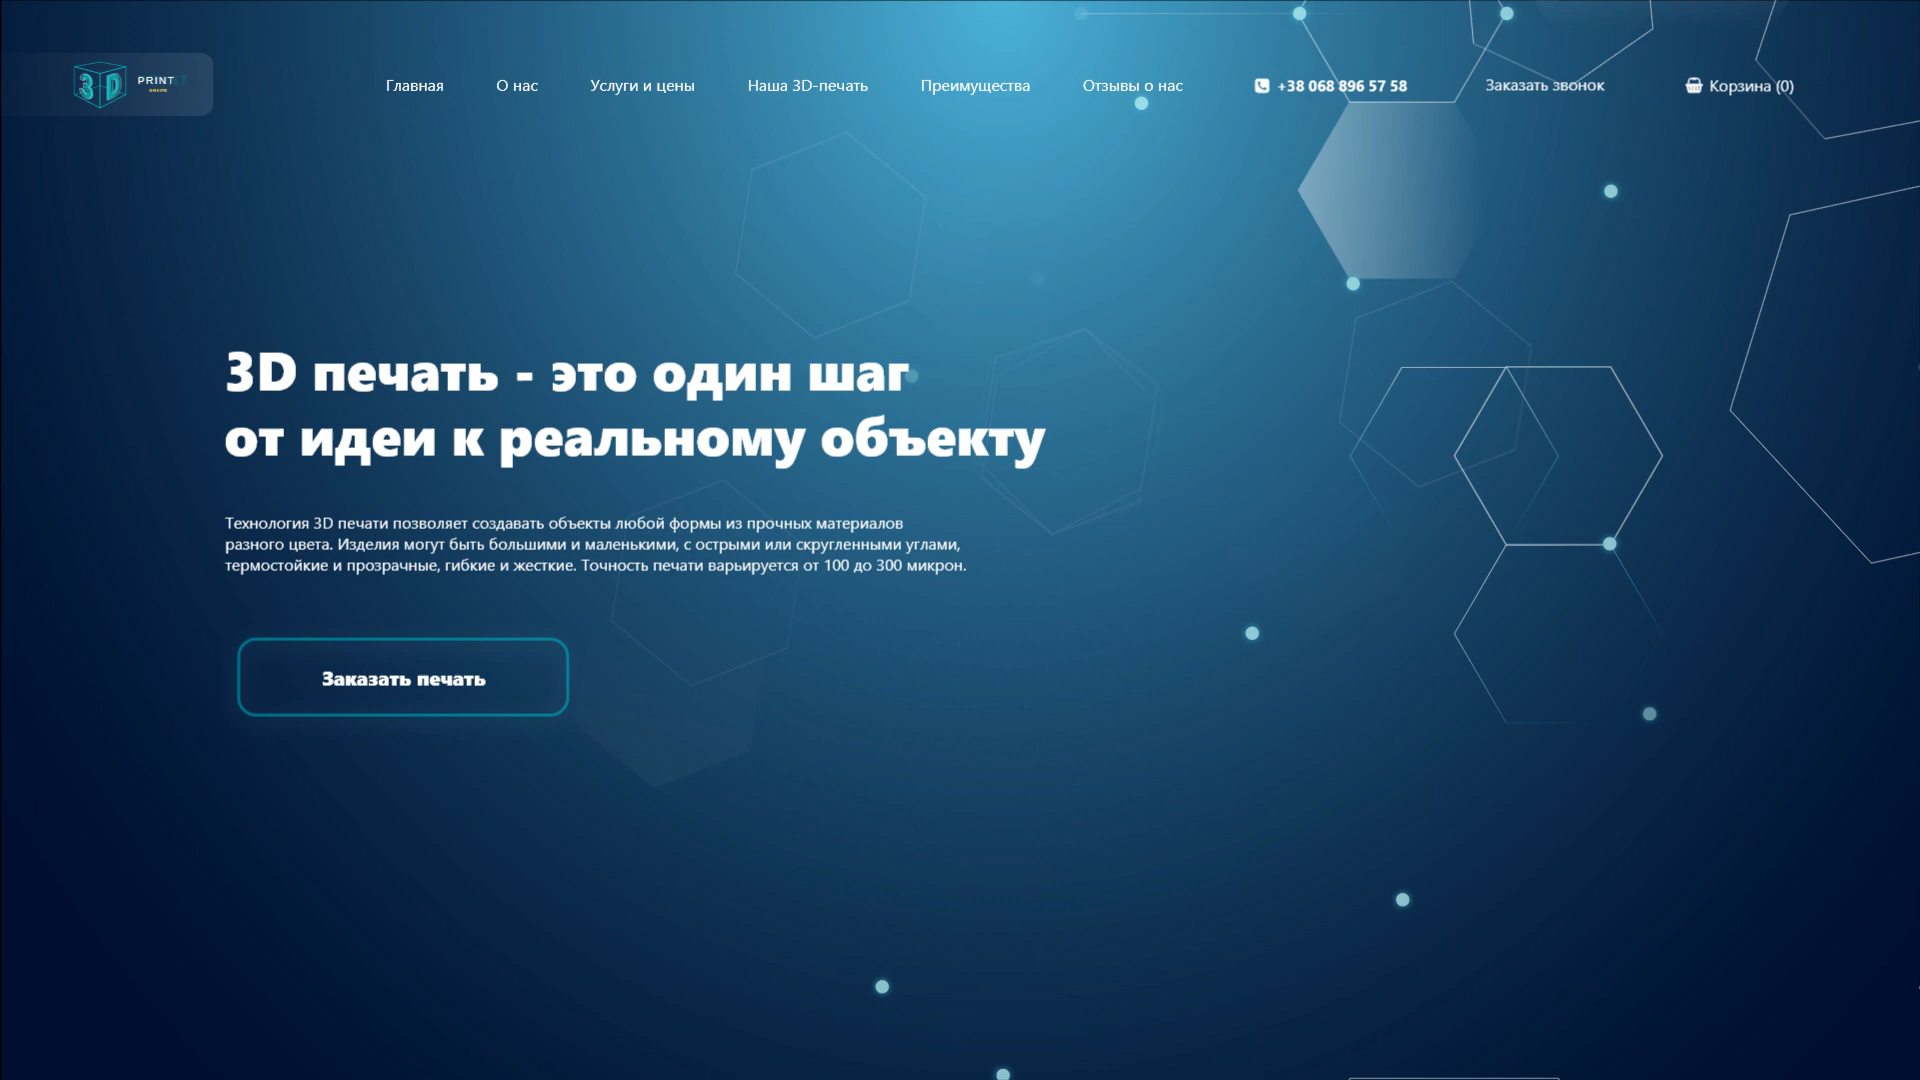 3D PRINT
Главная О нас Услуги и цены Наша 3D-печать Преимущества Отзывы о нас +38 068 896 57 58 Заказать звонок Корзина (0)
3D печать - это один шаг
от идеи к реальному объекту
Технология 3D печати позволяет создавать объекты любой формы из прочных материалов
разного цвета. Изделия могут быть большими и маленькими, с острыми или скругленными углами,
термостойкие и прозрачные, гибкие и жесткие. Точность печати варьируется от 100 до 300 микрон.
Заказать печать